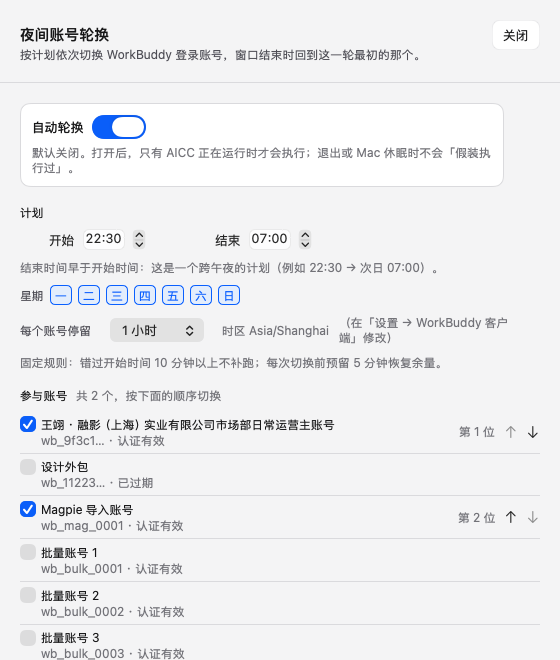 夜间账号轮换
关闭
按计划依次切换 WorkBuddy 登录账号，窗口结束时回到这一轮最初的那个。
自动轮换
默认关闭。打开后，只有 AICC 正在运行时才会执行；退出或 Mac 休眠时不会「假装执
行过」。
计划
开始 22:30 结束 07:00
结束时间早于开始时间：这是一个跨午夜的计划（例如 22:30 → 次日 07:00）。
星期 一 二 三 四 五 六 日
每个账号停留 1 小时 时区 Asia/Shanghai （在「设置 → WorkBuddy 客户
端」修改）
固定规则：错过开始时间 10 分钟以上不补跑；每次切换前预留 5 分钟恢复余量。
参与账号 共 2 个，按下面的顺序切换
王翊 · 融影（上海）实业有限公司市场部日常运营主账号
wb_9f3c1... · 认证有效
第 1 位 ↑ ↓
设计外包
wb_11223... · 已过期
Magpie 导入账号
wb_mag_0001 · 认证有效
第 2 位 ↑ ↓
批量账号 1
wb_bulk_0001 · 认证有效
批量账号 2
wb_bulk_0002 · 认证有效
批量账号 3
wb_bulk_0003 · 认证有效